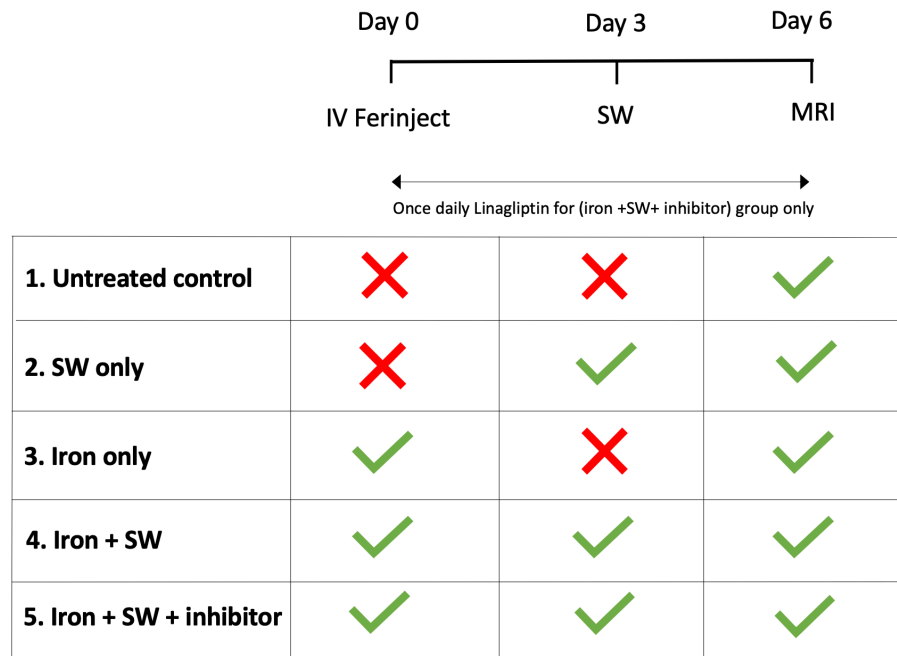 Day 0 Day 3 Day 6
IV Ferinject SW MRI
Once daily Linagliptin for (iron +SW+ inhibitor) group only
1. Untreated control
2. SW only
3. Iron only
4. Iron + SW
5. Iron + SW + inhibitor